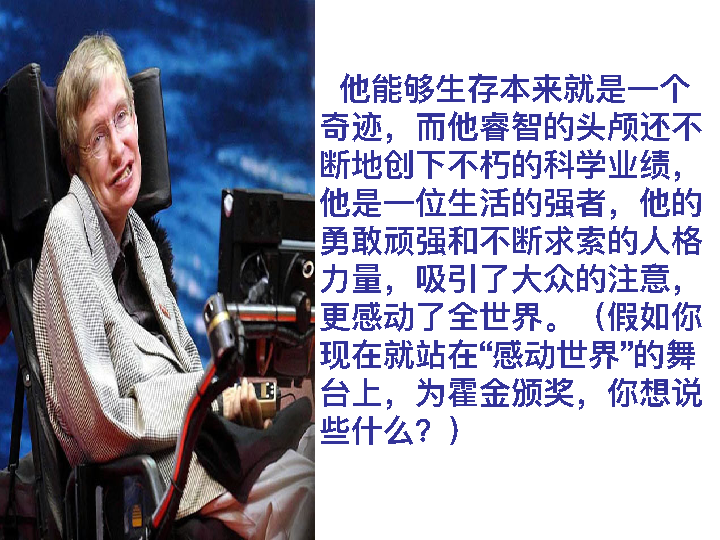 他能够生存本来就是一个
奇迹，而他睿智的头颅还不
断地创下不朽的科学业绩，
他是一位生活的强者，他的
勇敢顽强和不断求索的人格
力量，吸引了大众的注意，
更感动了全世界。（假如你
现在就站在“感动世界”的舞
台上，为霍金颁奖，你想说
些什么？）